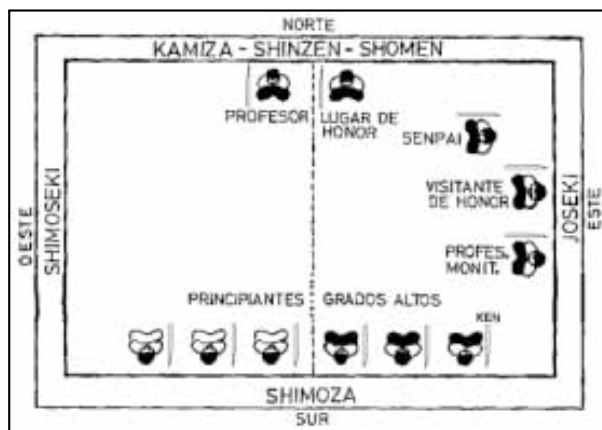 NORTE
KAMIZA - SHINZEN - SHOMEN
PROFESOR
LUGAR DE
HONOR
SENPAI
VISITANTE
DE HONOR
PROFES.
MONIT.
OESTE
SHIMOSEKI
JOSEKI
ESTE
PRINCIPIANTES
GRADOS ALTOS
KEN
SHIMOZA
SUR